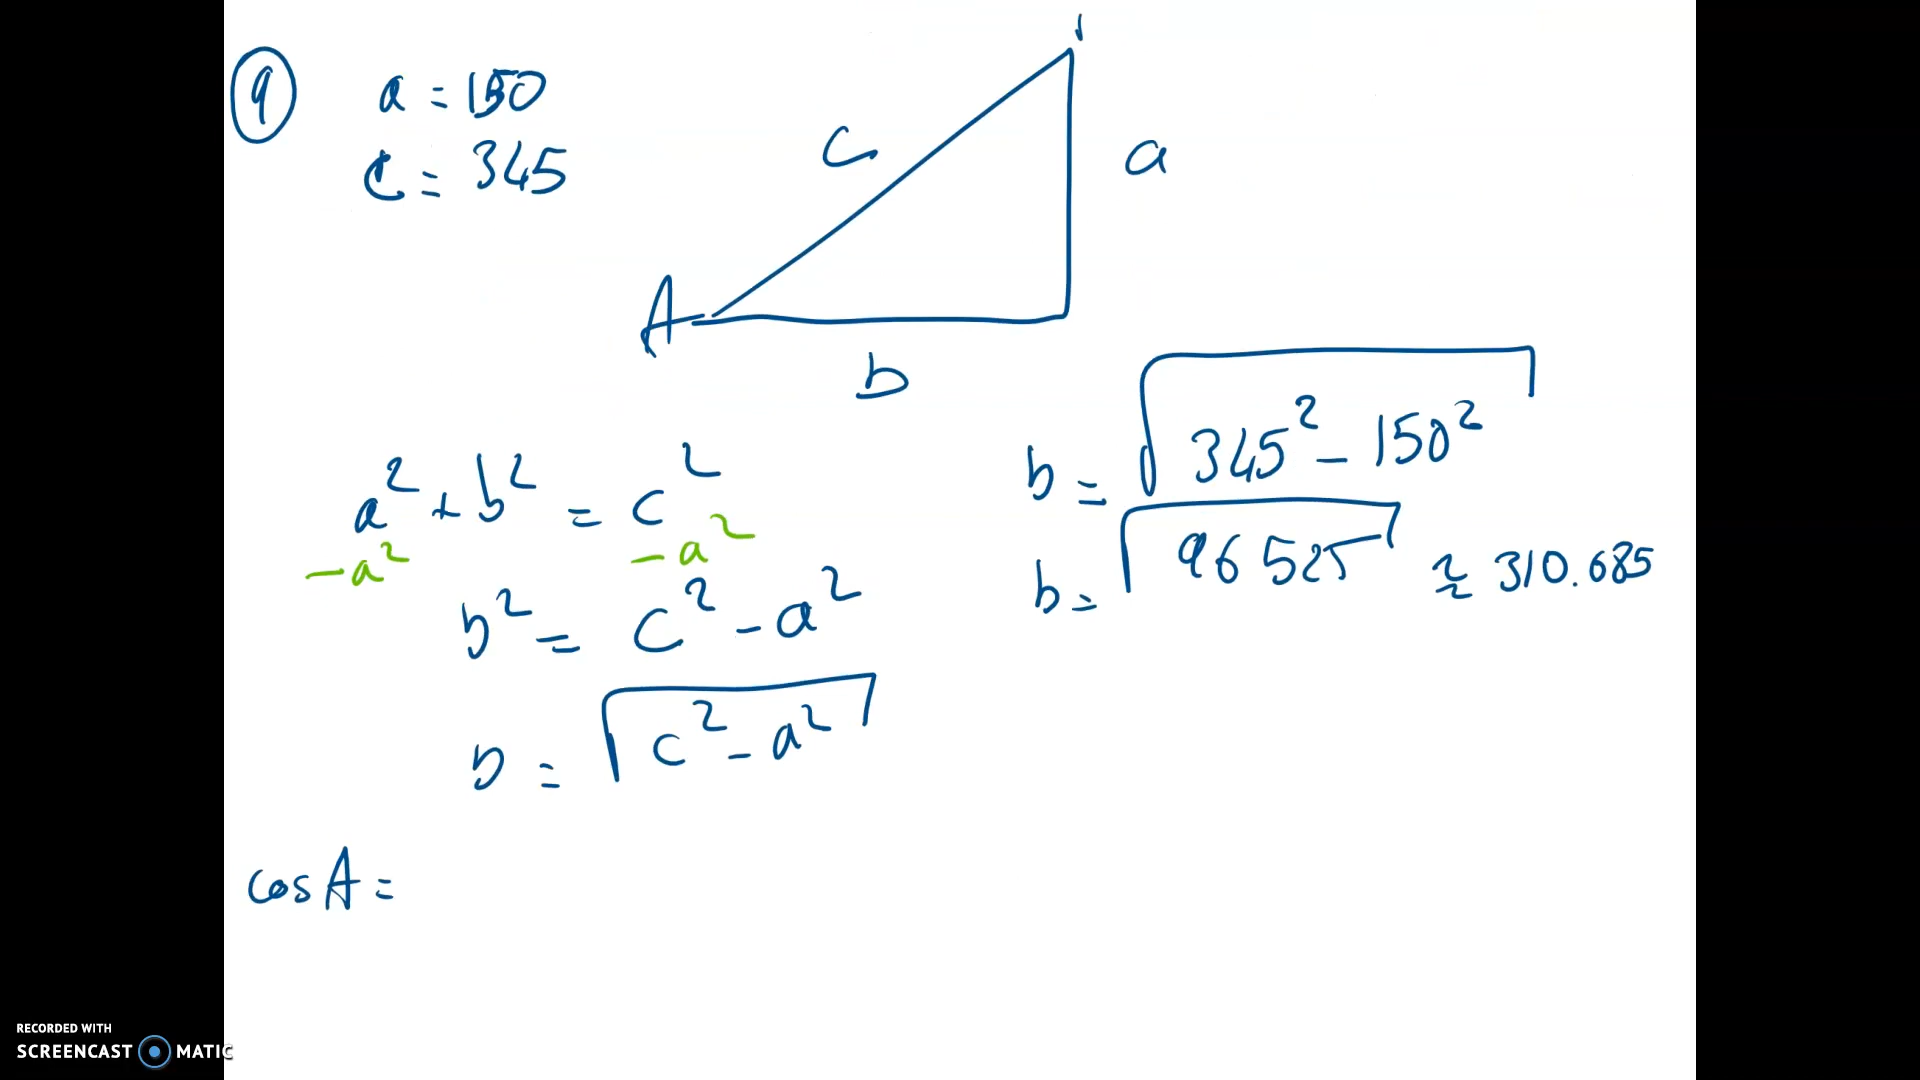 9
a = 150
c = 345
c
a
A
b
a² + b² = c²
-a² -a²
b² = c² - a²
b = √c² - a²
b = √345² - 150²
b = √96525 ≈ 310.685
cos A =
RECORDED WITH
SCREENCAST MATIC